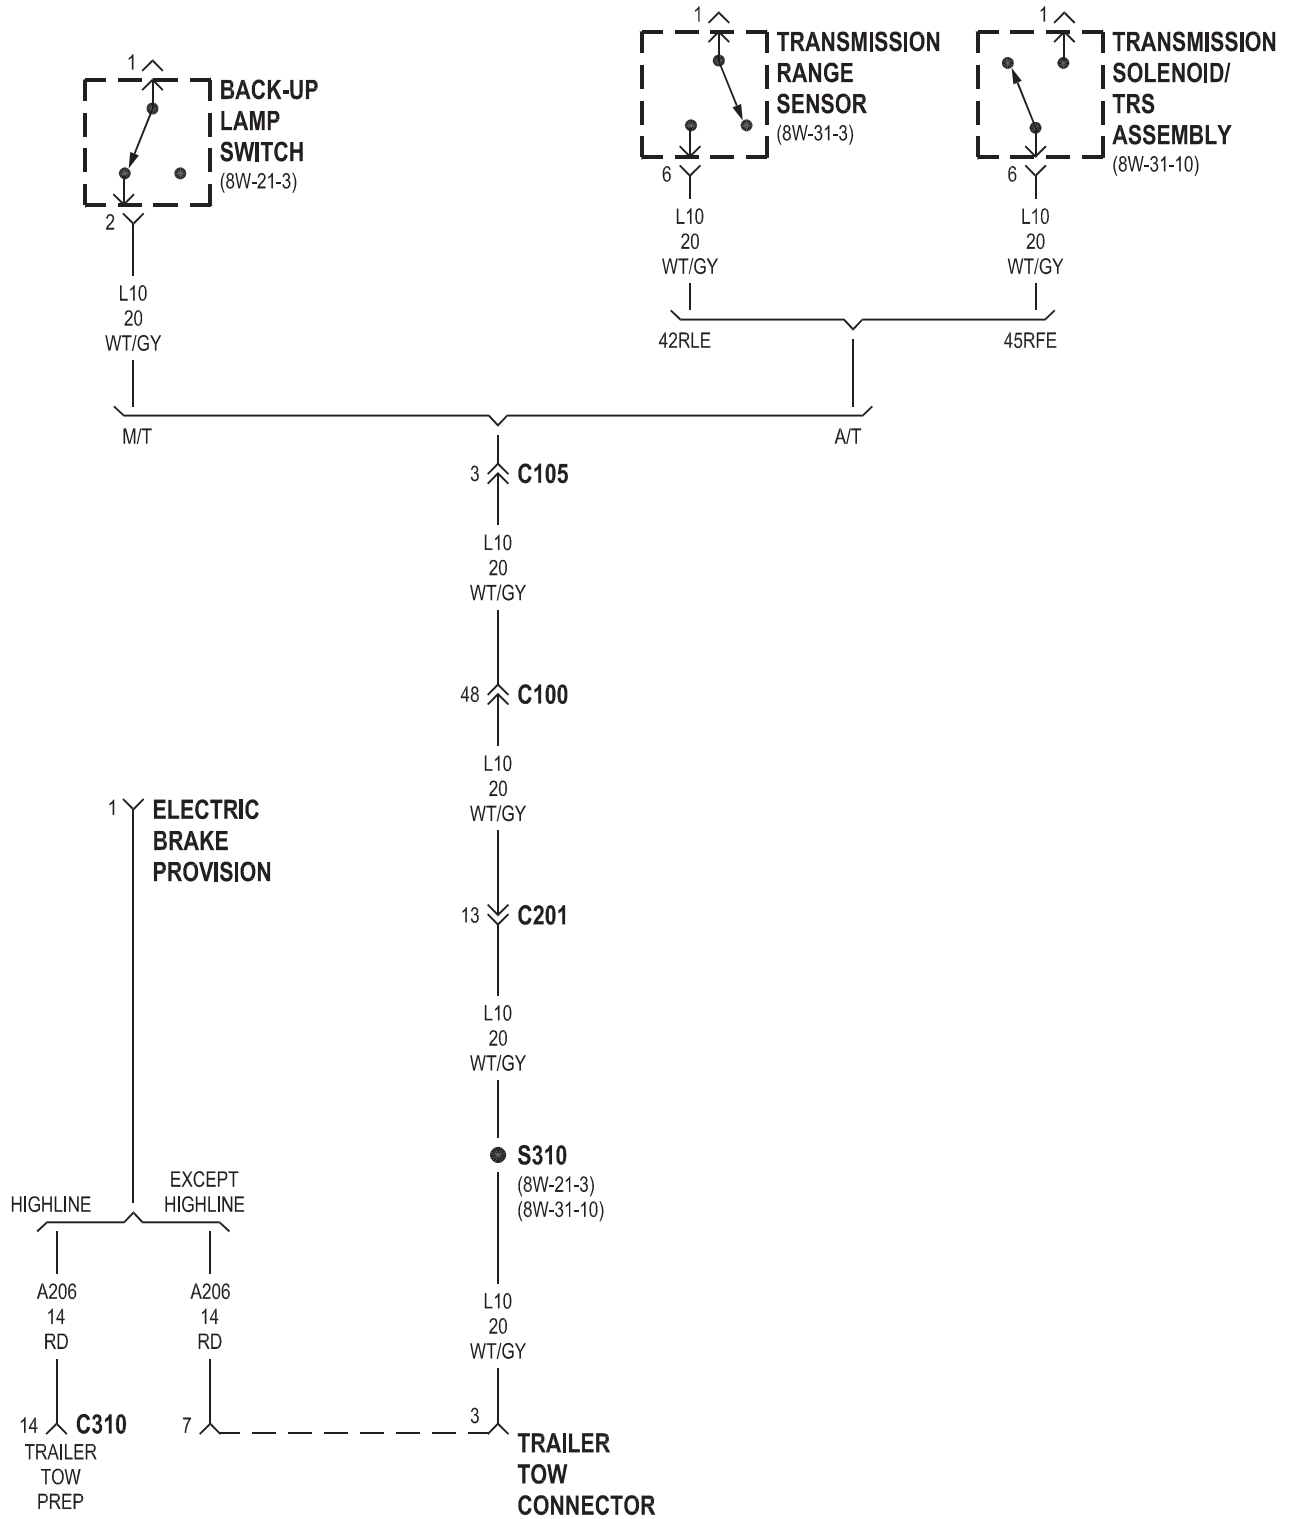 1
BACK-UP
LAMP
SWITCH
(8W-21-3)
2
L10
20
WT/GY
M/T
1
TRANSMISSION
RANGE
SENSOR
(8W-31-3)
6
L10
20
WT/GY
42RLE
1
TRANSMISSION
SOLENOID/
TRS
ASSEMBLY
(8W-31-10)
6
L10
20
WT/GY
45RFE
A/T
3 C105
L10
20
WT/GY
48 C100
L10
20
WT/GY
13 C201
L10
20
WT/GY
S310
(8W-21-3)
(8W-31-10)
L10
20
WT/GY
3
TRAILER
TOW
CONNECTOR
1 ELECTRIC
BRAKE
PROVISION
HIGHLINE
EXCEPT
HIGHLINE
A206
14
RD
A206
14
RD
14 C310
TRAILER
TOW
PREP
7